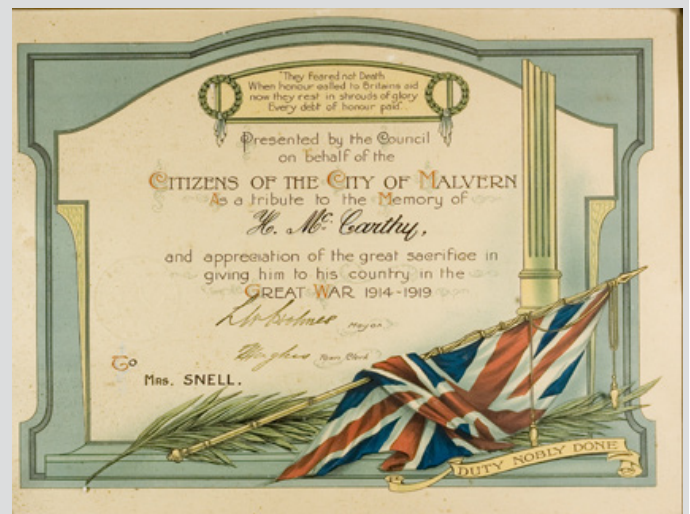 "They Feared not Death
When honour called to Britains aid
now they rest in shrouds of glory
Every debt of honour paid"
Presented by the Council
on behalf of the
CITIZENS OF THE CITY OF MALVERN
As a tribute to the Memory of
H. McCarthy,
and appreciation of the great sacrifice in
giving him to his country in the
GREAT WAR 1914-1919
Mayor
Town Clerk
To
MRS. SNELL.
DUTY NOBLY DONE